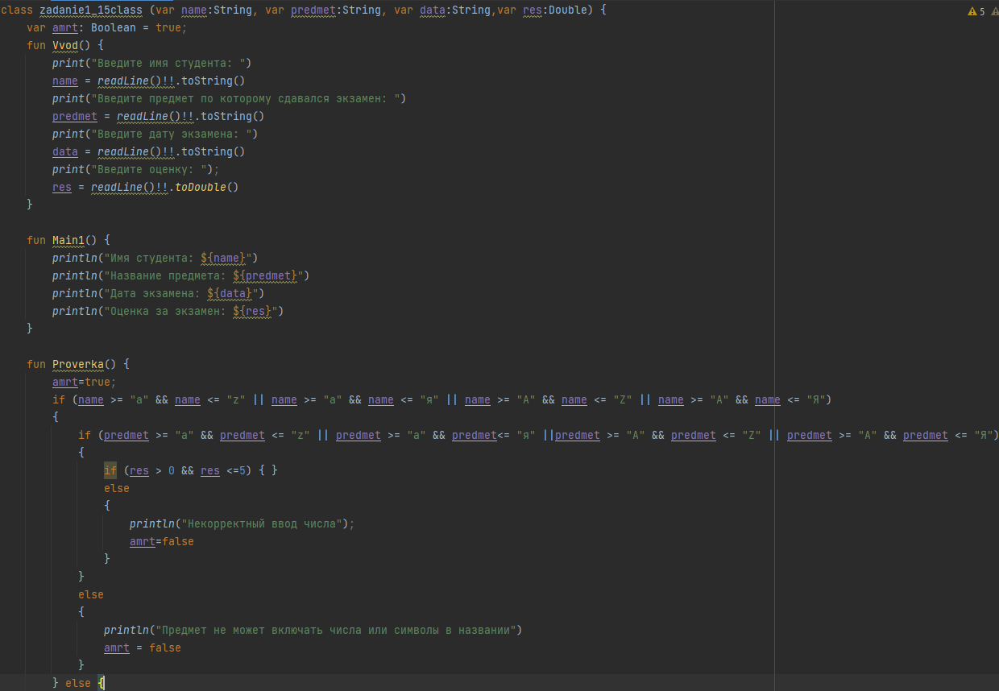 class zadanie1_15class (var name:String, var predmet:String, var data:String,var res:Double) {
5
var amrt: Boolean = true;
fun Vvod() {
print("Введите имя студента: ")
name = readLine()!!.toString()
print("Введите предмет по которому сдавался экзамен: ")
predmet = readLine()!!.toString()
print("Введите дату экзамена: ")
data = readLine()!!.toString()
print("Введите оценку: ");
res = readLine()!!.toDouble()
}
fun Main1() {
println("Имя студента: ${name}")
println("Название предмета: ${predmet}")
println("Дата экзамена: ${data}")
println("Оценка за экзамен: ${res}")
}
fun Proverka() {
amrt=true;
if (name >= "a" && name <= "z" || name >= "а" && name <= "я" || name >= "A" && name <= "Z" || name >= "А" && name <= "Я")
{
if (predmet >= "a" && predmet <= "z" || predmet >= "а" && predmet<= "я" ||predmet >= "A" && predmet <= "Z" || predmet >= "А" && predmet <= "Я")
{
if (res > 0 && res <=5) { }
else
{
println("Некорректный ввод числа");
amrt=false
}
}
else
{
println("Предмет не может включать числа или символы в названии")
amrt = false
}
} else {